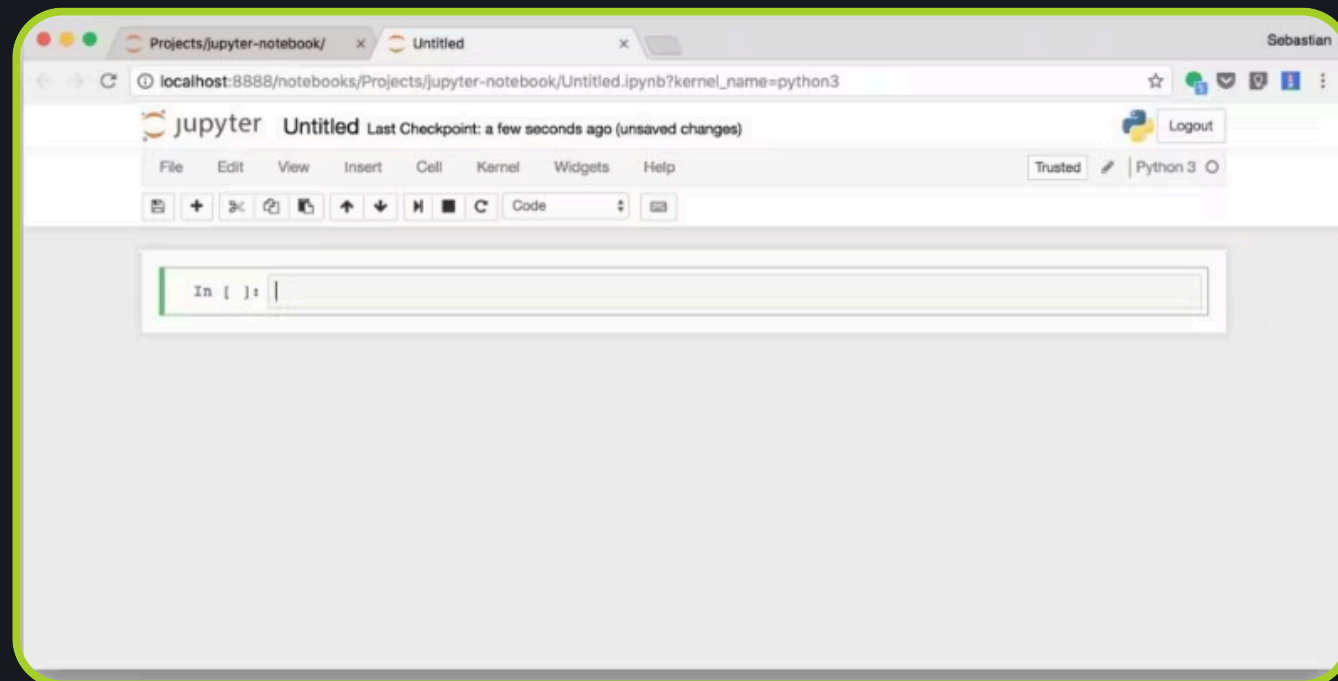 Projects/jupyter-notebook/ Untitled Sebastian
localhost:8888/notebooks/Projects/jupyter-notebook/Untitled.ipynb?kernel_name=python3
jupyter Untitled Last Checkpoint: a few seconds ago (unsaved changes) Logout
File Edit View Insert Cell Kernel Widgets Help Trusted Python 3
Code
In [ ]: